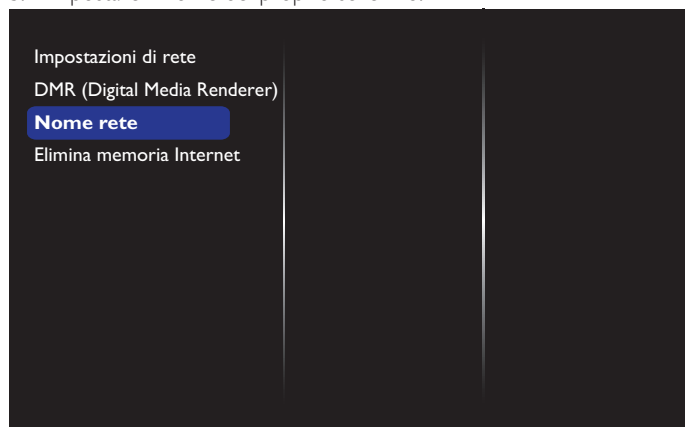 Impostazioni di rete
DMR (Digital Media Renderer)
Nome rete
Elimina memoria Internet